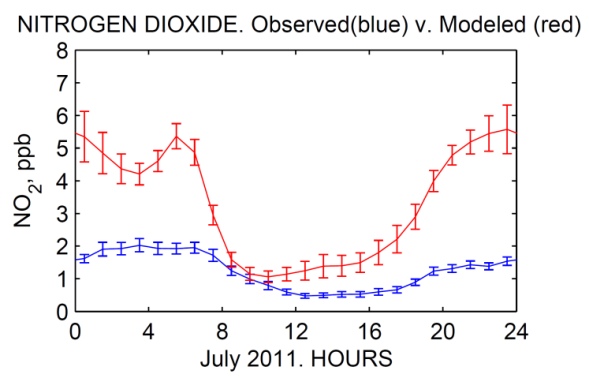 NITROGEN DIOXIDE. Observed(blue) v. Modeled (red)
8
7
6
5
4
3
2
1
0
NO2, ppb
0 4 8 12 16 20 24
July 2011. HOURS